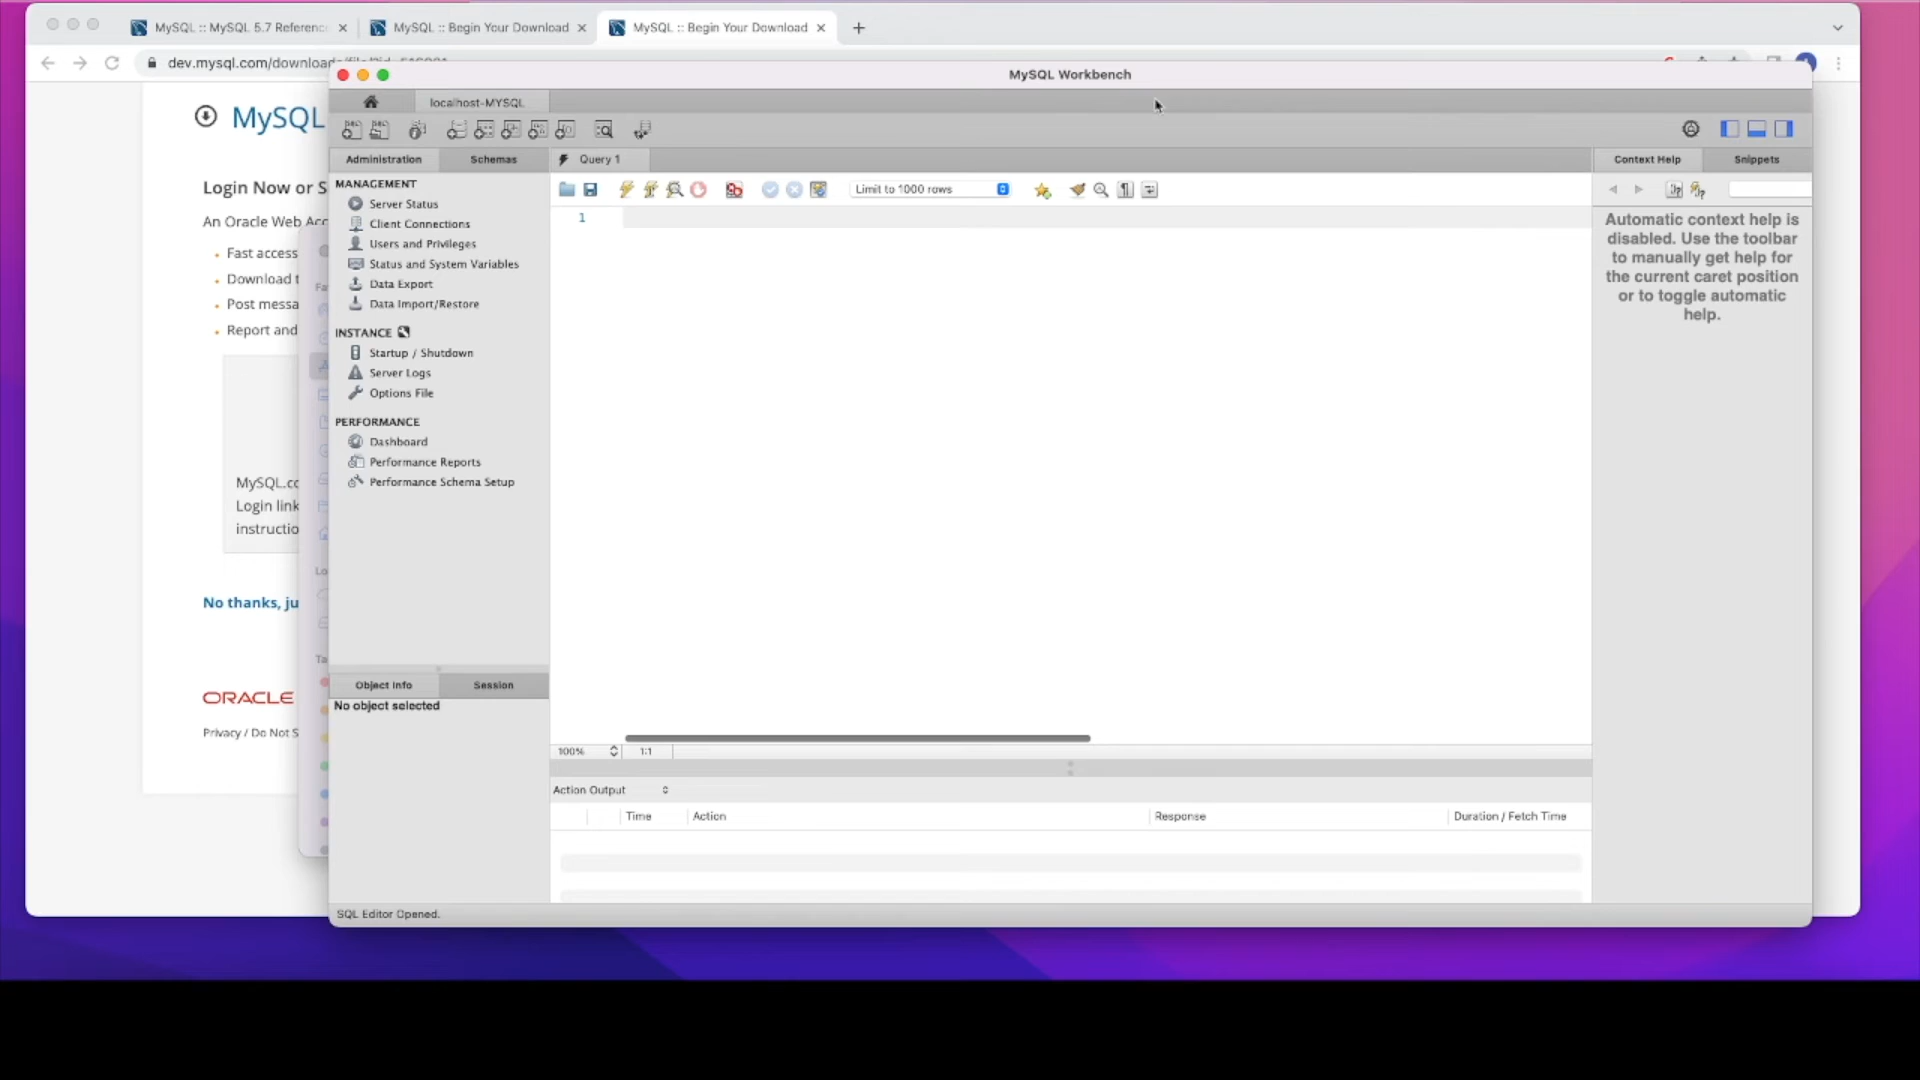 MySQL :: MySQL 5.7 Referenc
MySQL :: Begin Your Download
MySQL :: Begin Your Download
dev.mysql.com/download
MySQL Workbench
localhost-MYSQL
MySQL
Login Now or S
An Oracle Web Acc
Fast access
Download t
Post messa
Report and
MySQL.co
Login link
instructio
No thanks, ju
ORACLE
Privacy / Do Not S
Fa
Lo
Ta
Administration
Schemas
MANAGEMENT
Server Status
Client Connections
Users and Privileges
Status and System Variables
Data Export
Data Import/Restore
INSTANCE
Startup / Shutdown
Server Logs
Options File
PERFORMANCE
Dashboard
Performance Reports
Performance Schema Setup
Object Info
Session
No object selected
Query 1
Limit to 1000 rows
1
100%
1:1
Action Output
Time
Action
Response
Duration / Fetch Time
Context Help
Snippets
Automatic context help is
disabled. Use the toolbar
to manually get help for
the current caret position
or to toggle automatic
help.
SQL Editor Opened.